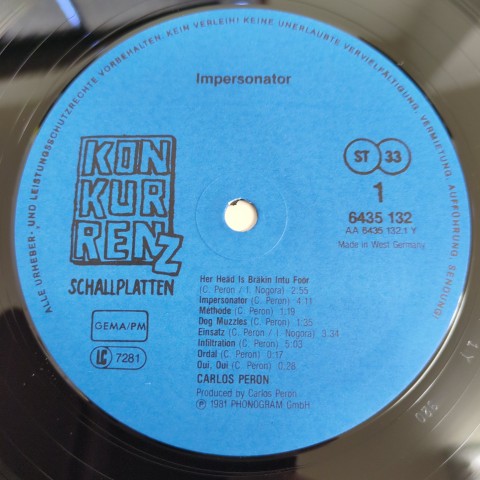 ALLE URHEBER- UND LEISTUNGSSCHUTZRECHTE VORBEHALTEN. KEIN VERLEIH! KEINE UNERLAUBTE VERVIELFÄLTIGUNG, VERMIETUNG, AUFFÜHRUNG, SENDUNG!
Impersonator
KON
KUR
RENZ
SCHALLPLATTEN
ST 33
1
6435 132
AA 6435 132.1 Y
Made in West Germany
GEMA/PM
LC 7281
Her Head Is Bräkin Intu Foor
(C. Peron / I. Nogora) 2:55
Impersonator (C. Peron) 4:11
Methode (C. Peron) 1:19
Dog Muzzles (C. Peron) 1:35
Einsatz (C. Peron / I. Nogora) 3:34
Infiltration (C. Peron) 5:03
Ordal (C. Peron) 0:17
Oui, Oui (C. Peron) 0:28
CARLOS PERON
Produced by Carlos Peron
℗ 1981 PHONOGRAM GmbH